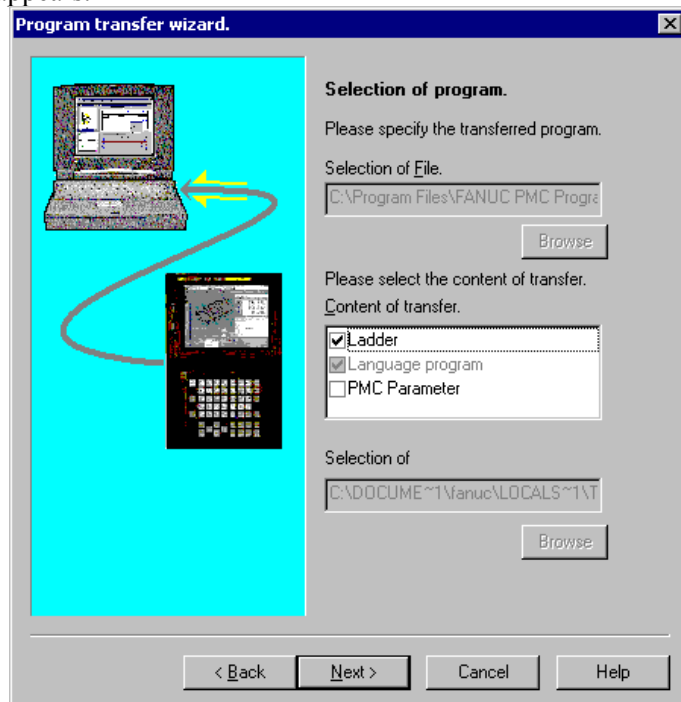 Program transfer wizard.
Selection of program.
Please specify the transferred program.
Selection of File.
C:\Program Files\FANUC PMC Progra
Browse
Please select the content of transfer.
Content of transfer.
Ladder
Language program
PMC Parameter
Selection of
C:\DOCUME~1\fanuc\LOCALS~1\T
Browse
< Back Next > Cancel Help